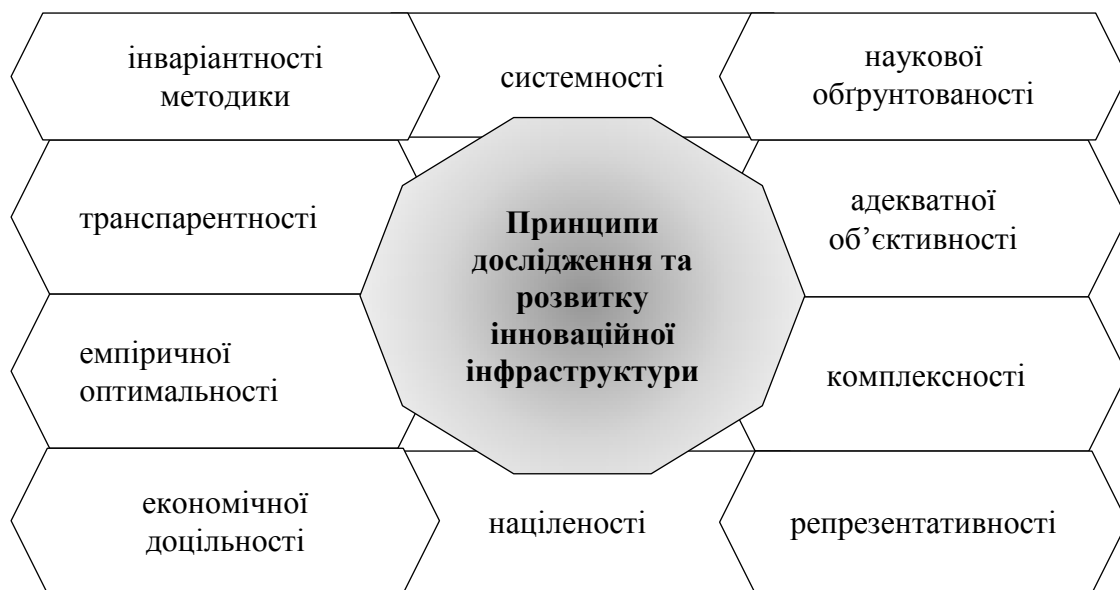 інваріантності
методики
системності
наукової
обґрунтованості
транспарентності
Принципи
дослідження та
розвитку
інноваційної
інфраструктури
адекватної
об’єктивності
емпіричної
оптимальності
комплексності
економічної
доцільності
націленості
репрезентативності